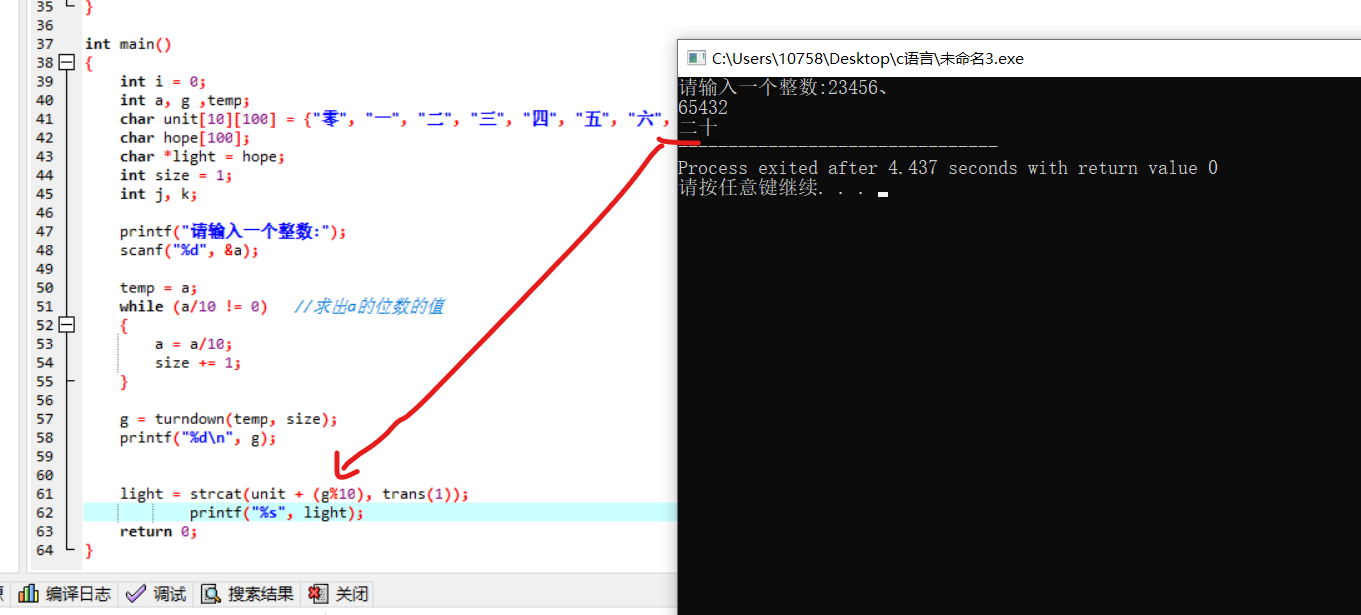 35 }
36
37 int main()
38 {
39 int i = 0;
40 int a, g ,temp;
41 char unit[10][100] = {"零", "一", "二", "三", "四", "五", "六",
42 char hope[100];
43 char *light = hope;
44 int size = 1;
45 int j, k;
46
47 printf("请输入一个整数:");
48 scanf("%d", &a);
49
50 temp = a;
51 while (a/10 != 0) //求出a的位数的值
52 {
53 a = a/10;
54 size += 1;
55 }
56
57 g = turndown(temp, size);
58 printf("%d\n", g);
59
60
61 light = strcat(unit + (g%10), trans(1));
62 printf("%s", light);
63 return 0;
64 }
编译日志 调试 搜索结果 关闭
C:\Users\10758\Desktop\c语言\未命名3.exe
请输入一个整数:23456、
65432
二十
--------------------------------
Process exited after 4.437 seconds with return value 0
请按任意键继续. . .